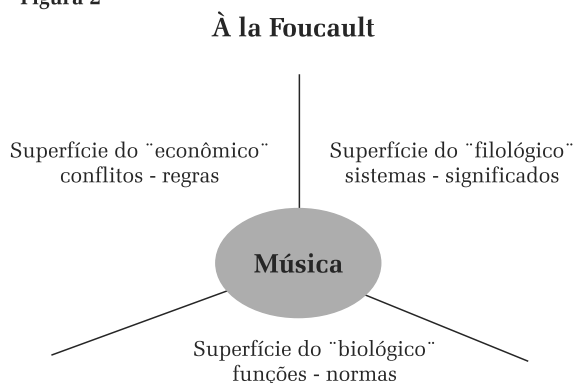 Figura 2
À la Foucault
Superfície do ¨econômico¨
conflitos - regras
Superfície do ¨filológico¨
sistemas - significados
Música
Superfície do ¨biológico¨
funções - normas